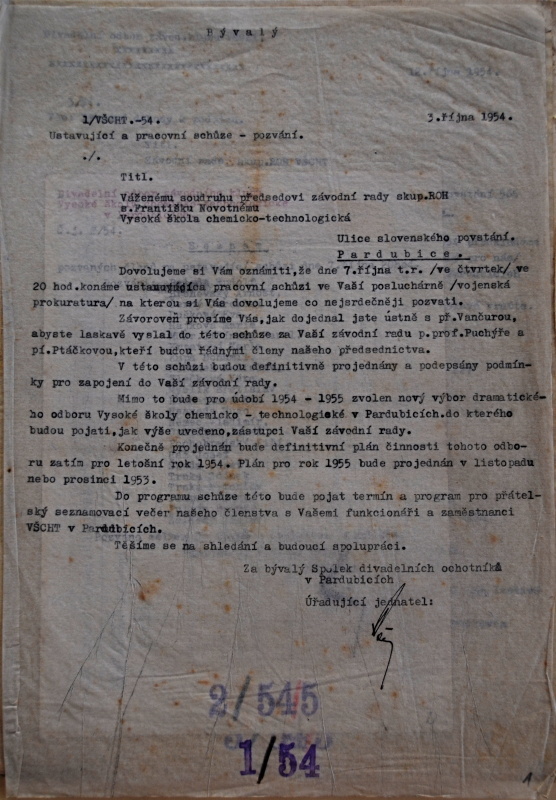 Bývalý
1/VŠCHT.-54.
3.října 1954.
Ustavující a pracovní schůze - pozvání.
./.
Titl.
Váženému soudruhu předsedovi závodní rady skup.ROH
s.Františku Novotnému
Vysoká škola chemicko-technologická
Ulice slovenského povstání.
Pardubice.
Dovolujeme si Vám oznámiti,že dne 7.října t.r. /ve čtvrtek/ ve
20 hod.konáme ustavující a pracovní schůzi ve Vaší posluchárně /vojenská
prokuratura/ na kterou si Vás dovolujeme co nejsrdečněji pozvati.
Závoroveň prosíme Vás,jak dojednal jste ústně s př.Vančurou,
abyste laskavě vyslal do této schůze za Vaší závodní radu p.prof.Puchýře a
pí.Ptáčkovou,kteří budou řádnými členy našeho předsednictva.
V této schůzi budou definitivně projednány a podepsány podmín-
ky pro zapojení do Vaší závodní rady.
Mimo to bude pro údobí 1954 - 1955 zvolen nový výbor dramatické-
ho odboru Vysoké školy chemicko - technologiské v Pardubicích.do kterého
budou pojati,jak výše uvedeno,zástupci Vaší závodní rady.
Konečně projednán bude definitivní plán činnosti tohoto odbo-
ru zatím pro letošní rok 1954. Plán pro rok 1955 bude projednán v listopadu
nebo prosinci 1953.
Do programu schůze této bude pojat termín a program pro přátel-
ský seznamovací večer našeho členstva s Vašemi funkcionáři a zaměstnanci
VŠCHT v Pardubicích.
Těšíme se na shledání a budoucí spolupráci.
Za bývalý Spolek divadelních ochotníků
v Pardubicích
Úřadující jednatel:
2/54
1/54
1